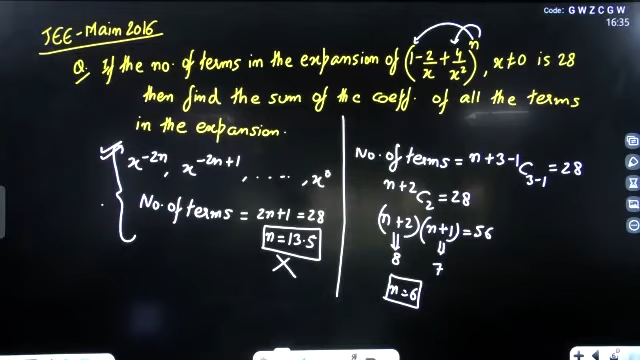 Code: G W Z C G W
16:35
JEE-Main 2016
Q. If the no. of terms in the expansion of (1 - 2/x + 4/x²)ⁿ, x≠0 is 28
then find the sum of the coeff. of all the terms
in the expansion.
x⁻²ⁿ, x⁻²ⁿ⁺¹, ....., x⁰
No. of terms = 2n+1 = 28
n = 13.5
X
No. of terms = ⁿ⁺³⁻¹C₃₋₁ = 28
ⁿ⁺²C₂ = 28
(n+2)(n+1) = 56
8 7
n=6